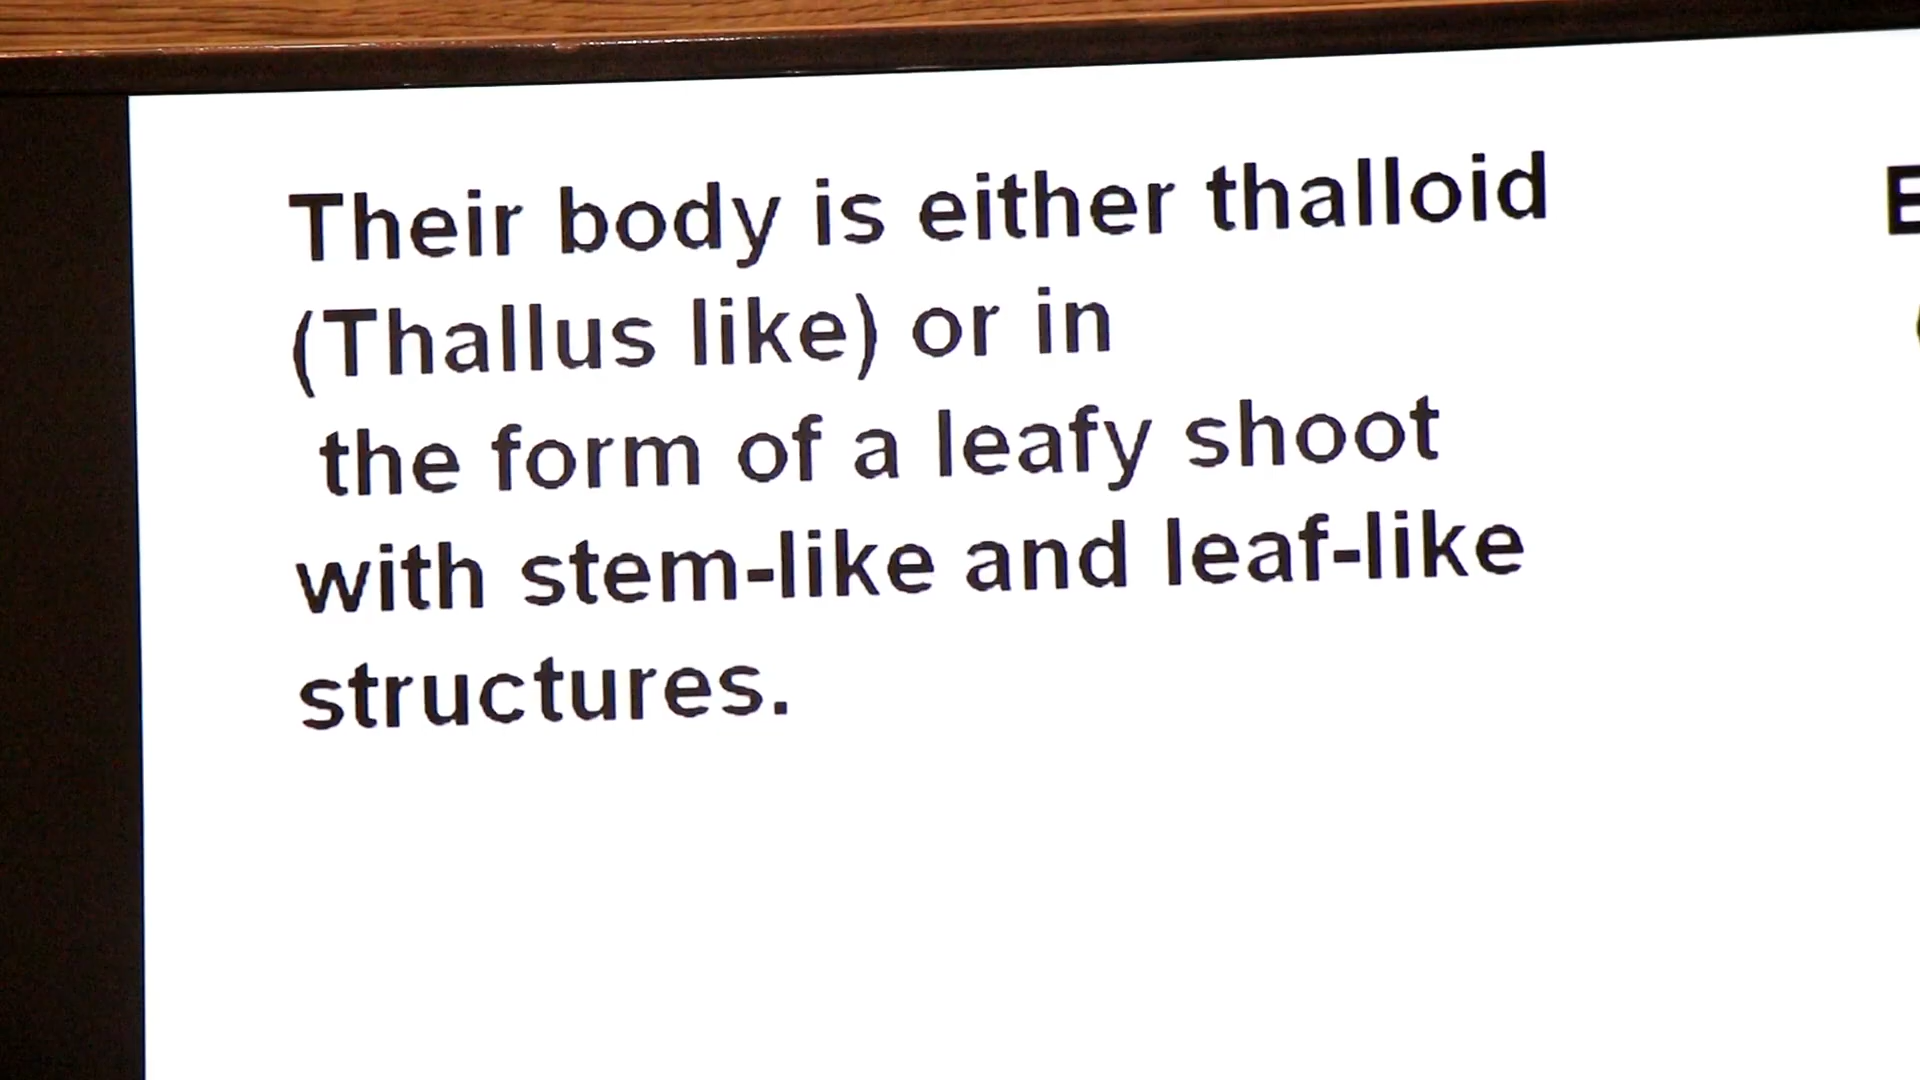 Their body is either thalloid
(Thallus like) or in
the form of a leafy shoot
with stem-like and leaf-like
structures.